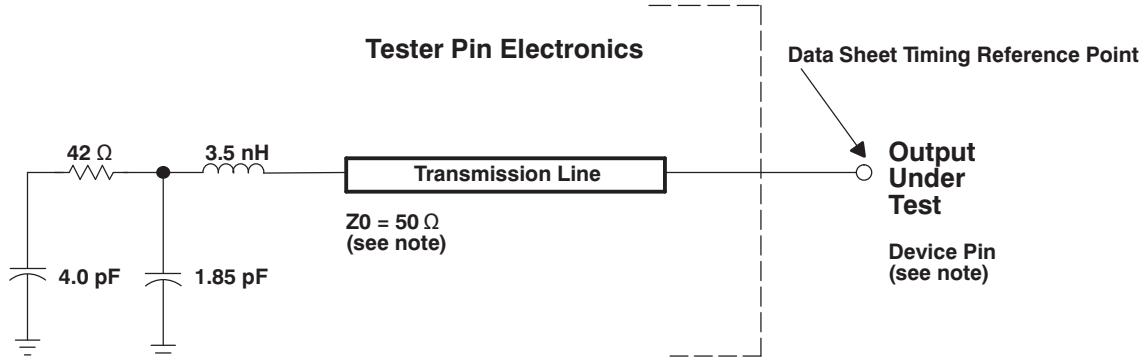 Tester Pin Electronics
Data Sheet Timing Reference Point
42 Ω
3.5 nH
Transmission Line
Output
Under
Test
Z0 = 50 Ω
(see note)
Device Pin
(see note)
4.0 pF
1.85 pF